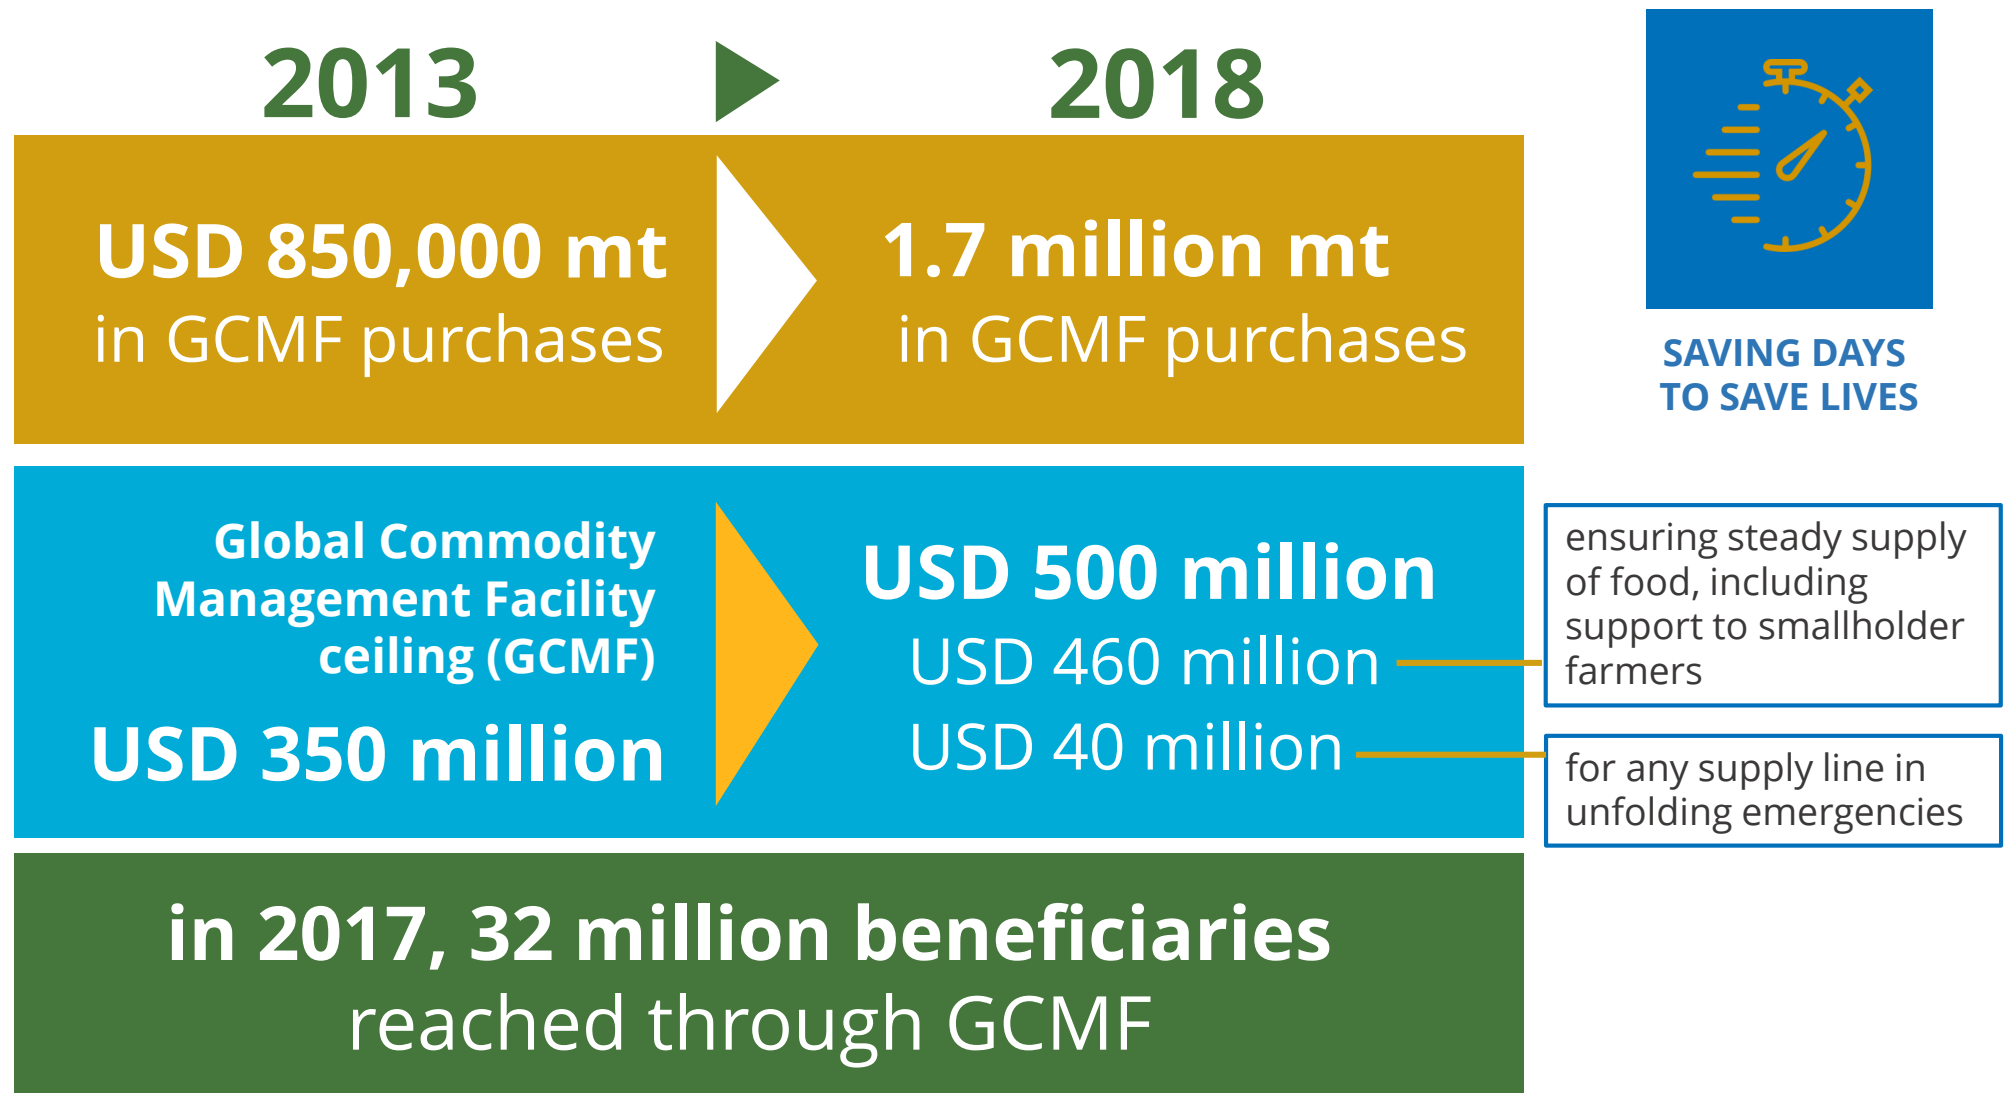 2013
2018
USD 850,000 mt
in GCMF purchases
1.7 million mt
in GCMF purchases
SAVING DAYS
TO SAVE LIVES
Global Commodity
Management Facility
ceiling (GCMF)
USD 350 million
USD 500 million
USD 460 million
USD 40 million
ensuring steady supply
of food, including
support to smallholder
farmers
for any supply line in
unfolding emergencies
in 2017, 32 million beneficiaries
reached through GCMF